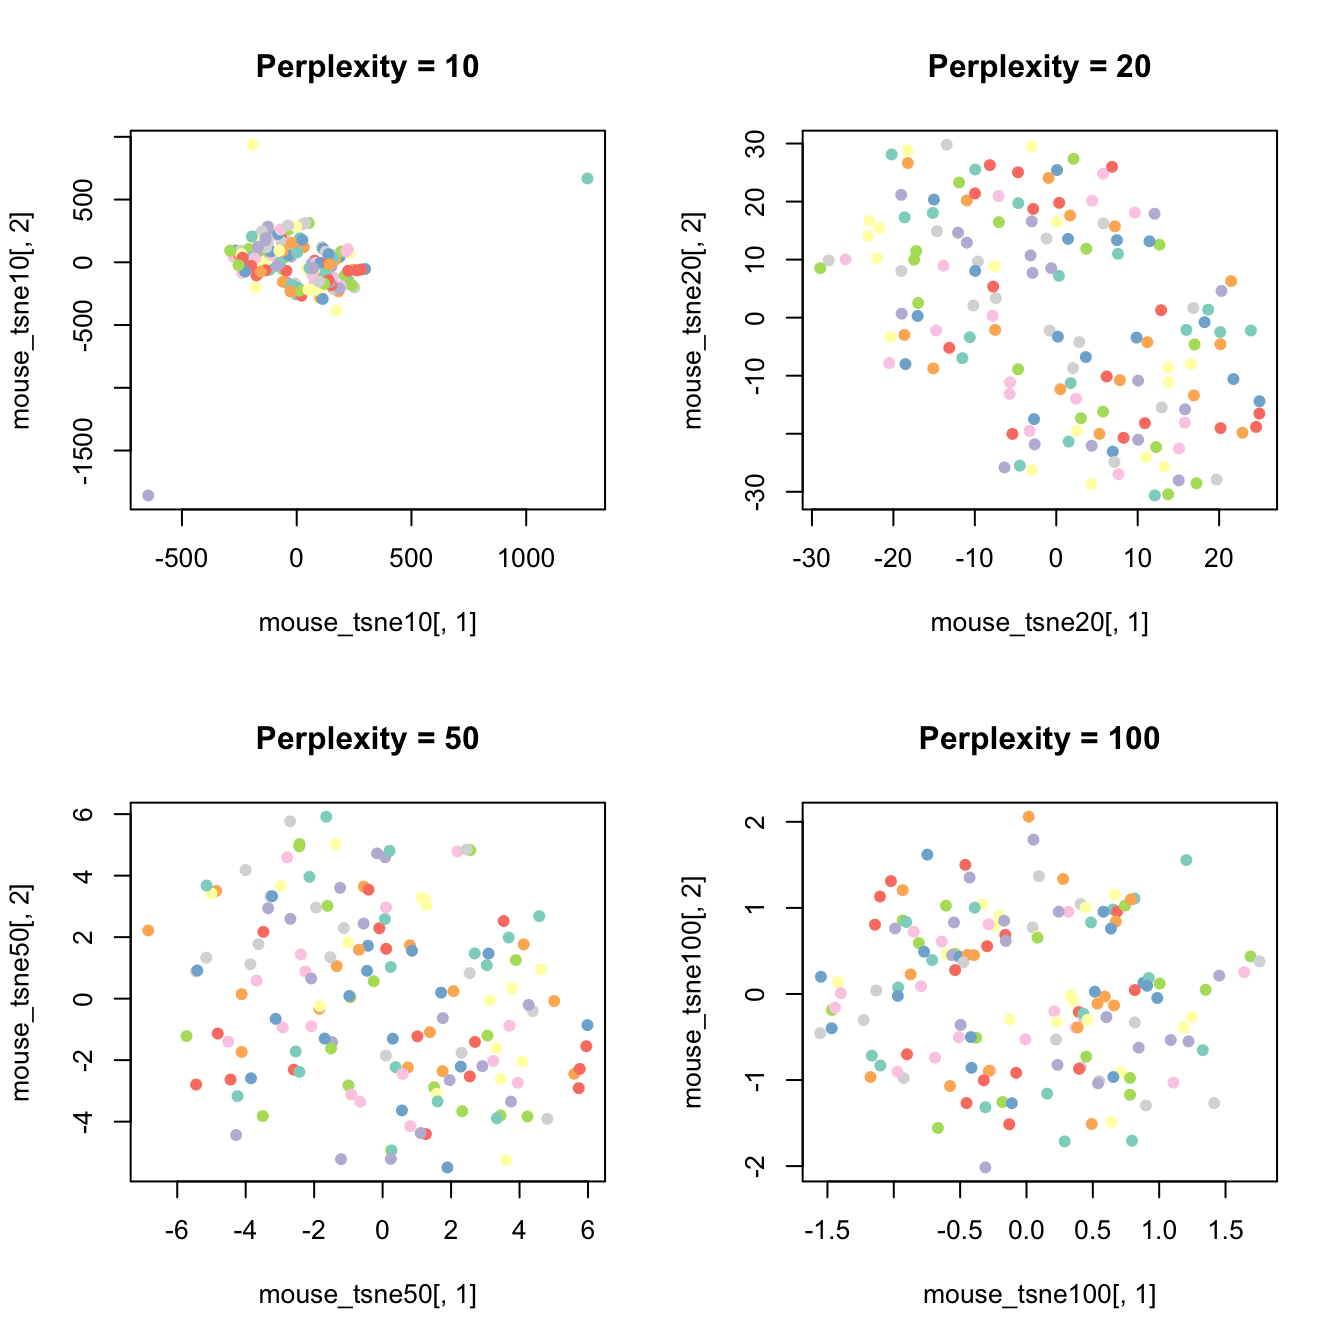 Perplexity = 10
500
0
-500
-1500
mouse_tsne10[, 2]
-500 0 500 1000
mouse_tsne10[, 1]
Perplexity = 20
30
20
10
0
-10
-30
mouse_tsne20[, 2]
-30 -20 -10 0 10 20
mouse_tsne20[, 1]
Perplexity = 50
6
4
2
0
-2
-4
mouse_tsne50[, 2]
-6 -4 -2 0 2 4 6
mouse_tsne50[, 1]
Perplexity = 100
2
1
0
-1
-2
mouse_tsne100[, 2]
-1.5 -0.5 0.0 0.5 1.0 1.5
mouse_tsne100[, 1]